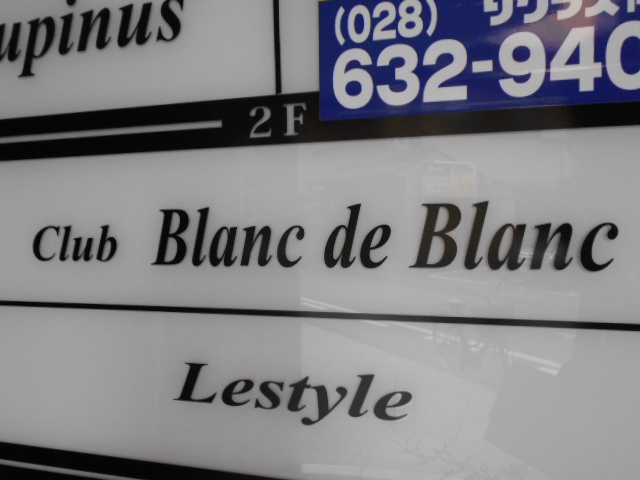 upinus
(028)
632-940
2F
Club Blanc de Blanc
Lestyle